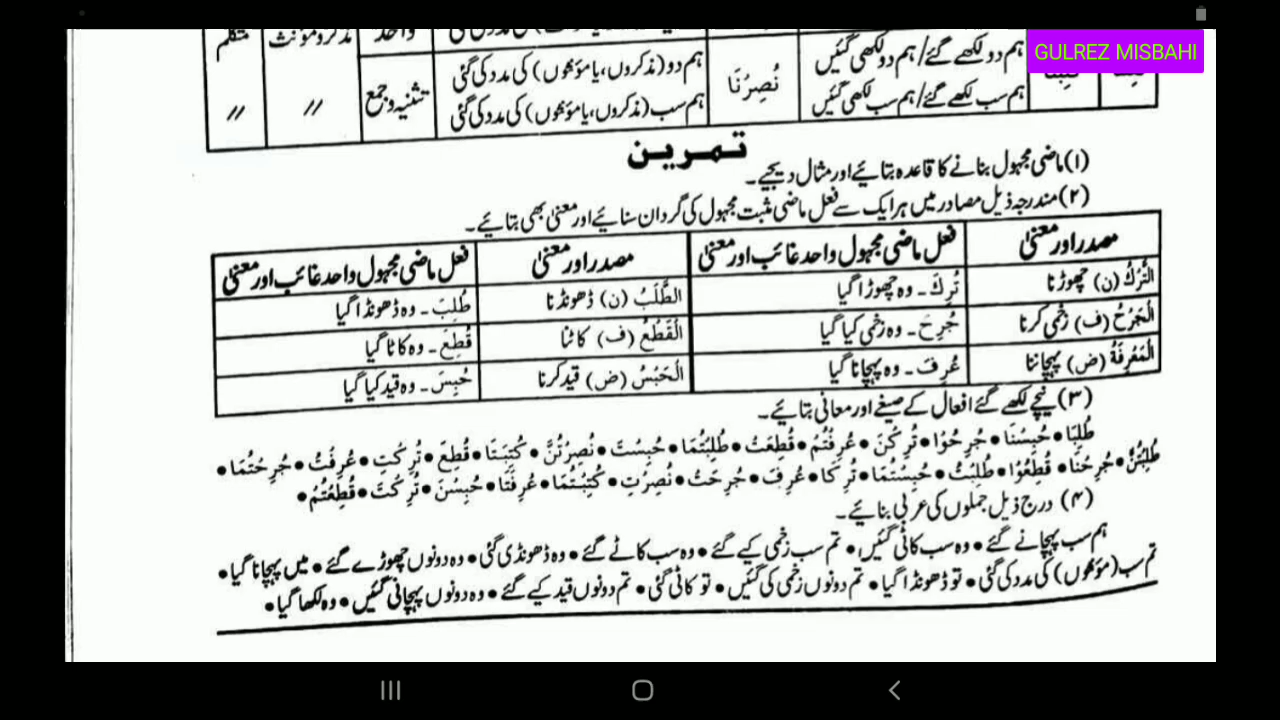 GULREZ MISBAHI
متکلم مذکر ومؤنث واحد
ہم دو لکھے گئے/ہم دو لکھی گئیں نُصِرْنَا ہم دو (مذکروں، یا مؤنثوں) کی مدد کی گئی تثنیہ وجمع
ہم سب لکھے گئے/ہم سب لکھی گئیں ہم سب (مذکروں، یا مؤنثوں) کی مدد کی گئی 〃 〃
تمرین
(۱) ماضی مجہول بنانے کا قاعدہ بتائیے اور مثال دیجیے۔
(۲) مندرجہ ذیل مصادر میں ہر ایک سے فعل ماضی مثبت مجہول کی گردان سنائیے اور معنیٰ بھی بتائیے۔
مصدر اور معنیٰ فعل ماضی مجہول واحد غائب اور معنیٰ مصدر اور معنیٰ فعل ماضی مجہول واحد غائب اور معنیٰ
اَلتَّرْكُ (ن) چھوڑنا تُرِكَ۔ وہ چھوڑا گیا الطَّلَبُ (ن) ڈھونڈنا طُلِبَ۔ وہ ڈھونڈا گیا
اَلْجَرْحُ (ف) زخمی کرنا جُرِحَ۔ وہ زخمی کیا گیا اَلْقَطْعُ (ف) کاٹنا قُطِعَ۔ وہ کاٹا گیا
اَلْمَعْرِفَةُ (ض) پہچاننا عُرِفَ۔ وہ پہچانا گیا اَلْحَبْسُ (ض) قید کرنا حُبِسَ۔ وہ قید کیا گیا
(۳) نیچے لکھے گئے افعال کے صیغے اور معانی بتائیے۔
طُلِبَا • حُبِسْنَا • جُرِحُوْا • تُرِكْنَ • عُرِفْتُمْ • قُطِعَتْ • طُلِبْتُمَا • حُبِسْتَ • نُصِرْتُنَّ • كُتِبَتَا • قُطِعَ • تُرِكْتِ • عُرِفْتُ • جُرِحْتُمَا •
طُلِبْتُنَّ • جُرِحْنَا • قُطِعُوْا • طُلِبْتُ • حُبِسْتُمَا • تُرِكَا • عُرِفَ • جُرِحَتْ • نُصِرْتِ • كُتِبْتُمَا • عُرِفَتَا • حُبِسْنَ • تُرِكْتَ • قُطِعْتُمْ •
(۴) درج ذیل جملوں کی عربی بنائیے۔
ہم سب پہچانے گئے • وہ سب کاٹی گئیں • تم سب زخمی کیے گئے • وہ سب کاٹے گئے • وہ ڈھونڈی گئی • وہ دونوں چھوڑے گئے • میں پہچانا گیا •
تم سب (مؤنثوں) کی مدد کی گئی • تو ڈھونڈا گیا • تم دونوں زخمی کی گئیں • تو کاٹی گئی • تم دونوں قید کیے گئے • وہ دونوں پہچانی گئیں • وہ لکھا گیا •